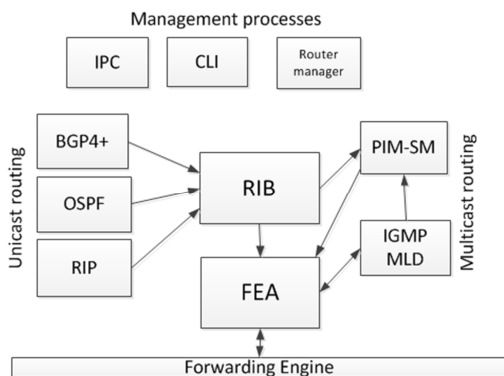 Management processes
IPC
CLI
Router
manager
Unicast routing
BGP4+
OSPF
RIP
RIB
FEA
PIM-SM
IGMP
MLD
Multicast routing
Forwarding Engine